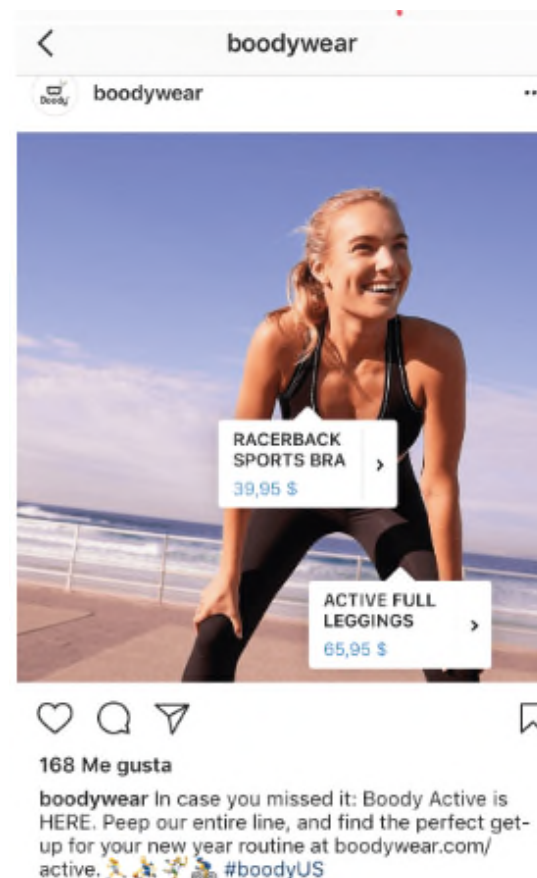 boodywear
Boody
boodywear
RACERBACK
SPORTS BRA
39,95 $
ACTIVE FULL
LEGGINGS
65,95 $
168 Me gusta
boodywear In case you missed it: Boody Active is
HERE. Peep our entire line, and find the perfect get-
up for your new year routine at boodywear.com/
active. 🏃🤸🤾🚴 #boodyUS